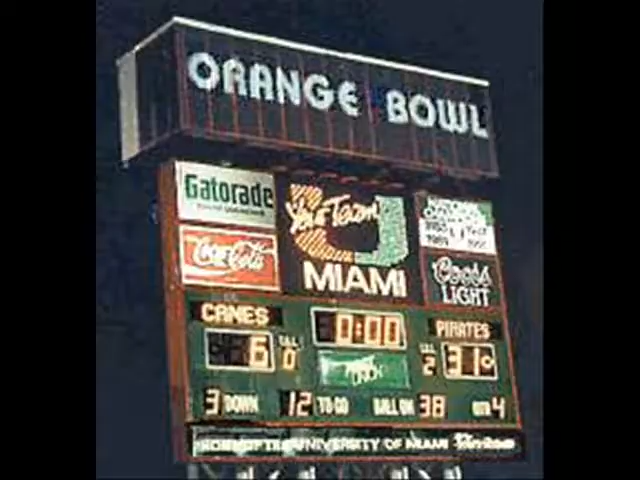 ORANGE BOWL
Gatorade
Your Team!
Coca-Cola
MIAMI
Coors
LIGHT
CANES
0:00
PIRATES
6
0
2
31
3 DOWN
12 TO GO
BALL ON 38
QTR 4
UNIVERSITY OF MIAMI